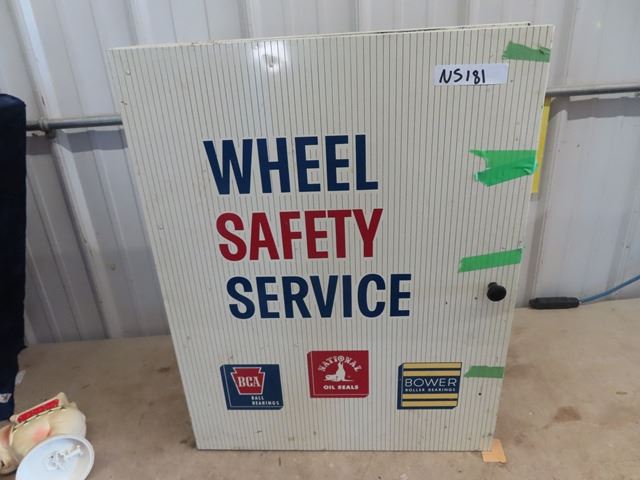 NS181
WHEEL
SAFETY
SERVICE
BCA
BALL
BEARINGS
NATIONAL
OIL SEALS
BOWER
ROLLER BEARINGS